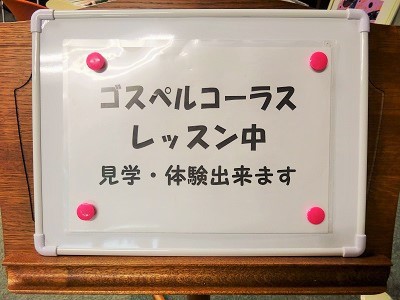 ゴスペルコーラス
レッスン中
見学・体験出来ます